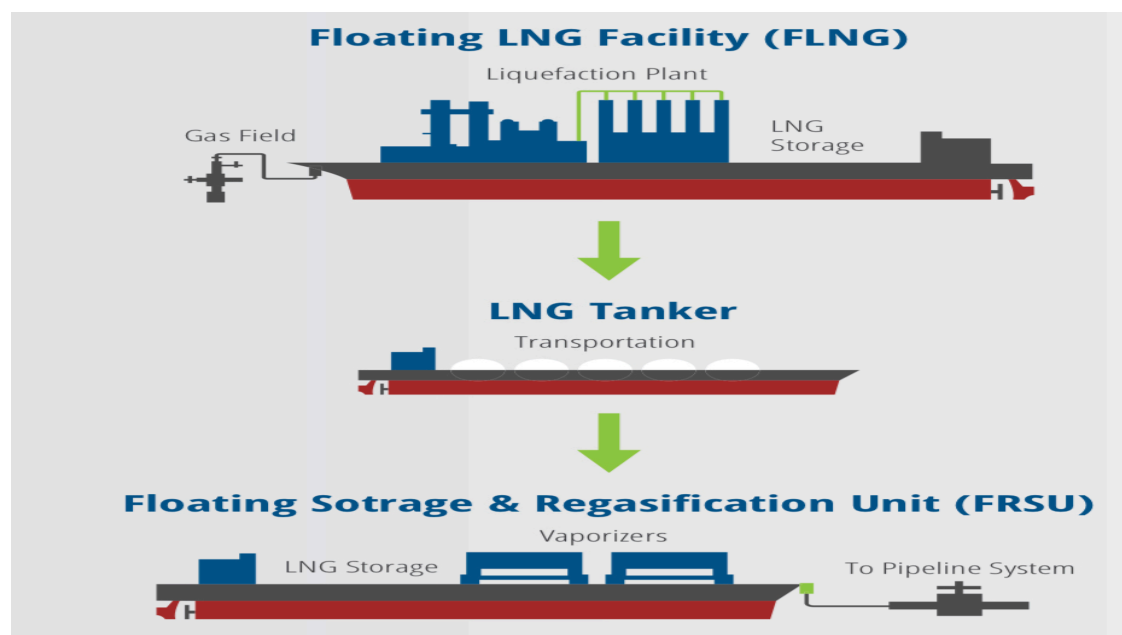 Floating LNG Facility (FLNG)
Liquefaction Plant
Gas Field
LNG
Storage
LNG Tanker
Transportation
Floating Sotrage & Regasification Unit (FRSU)
Vaporizers
LNG Storage
To Pipeline System